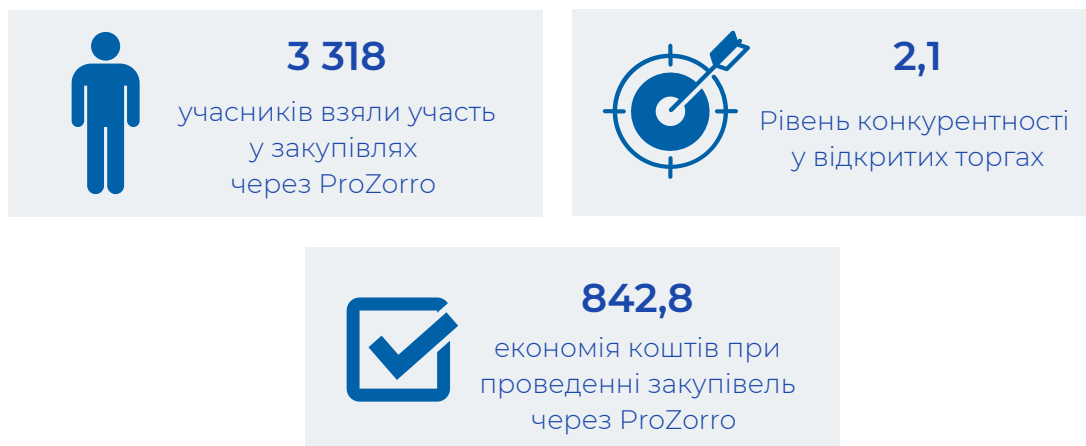 3 318
учасників взяли участь
у закупівлях
через ProZorro
2,1
Рівень конкурентності
у відкритих торгах
842,8
економія коштів при
проведенні закупівель
через ProZorro